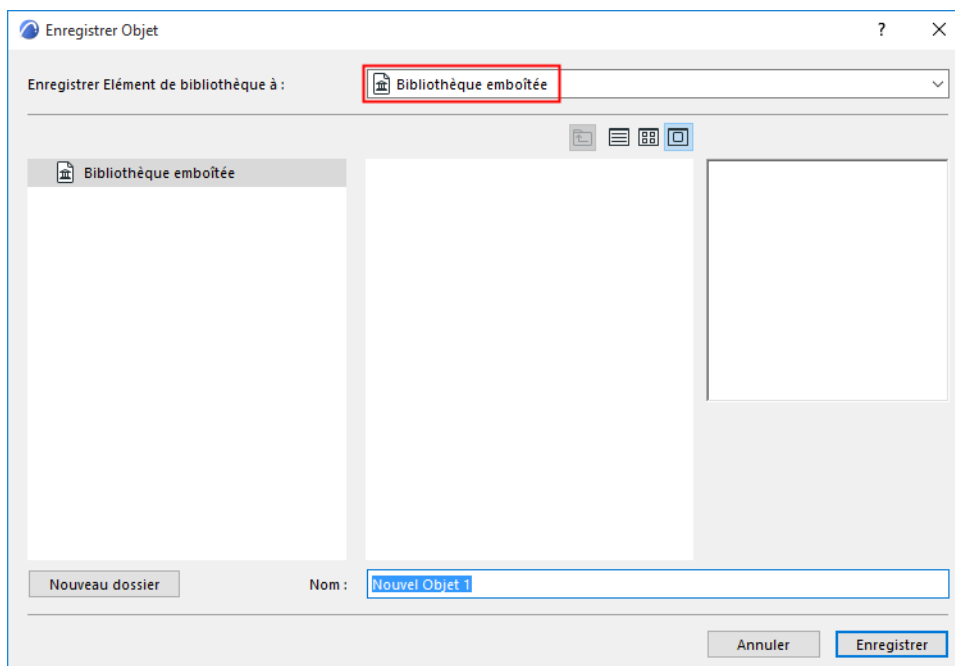 Enregistrer Objet
?
Enregistrer Elément de bibliothèque à :
Bibliothèque emboîtée
Bibliothèque emboîtée
Nouveau dossier
Nom :
Nouvel Objet 1
Annuler
Enregistrer